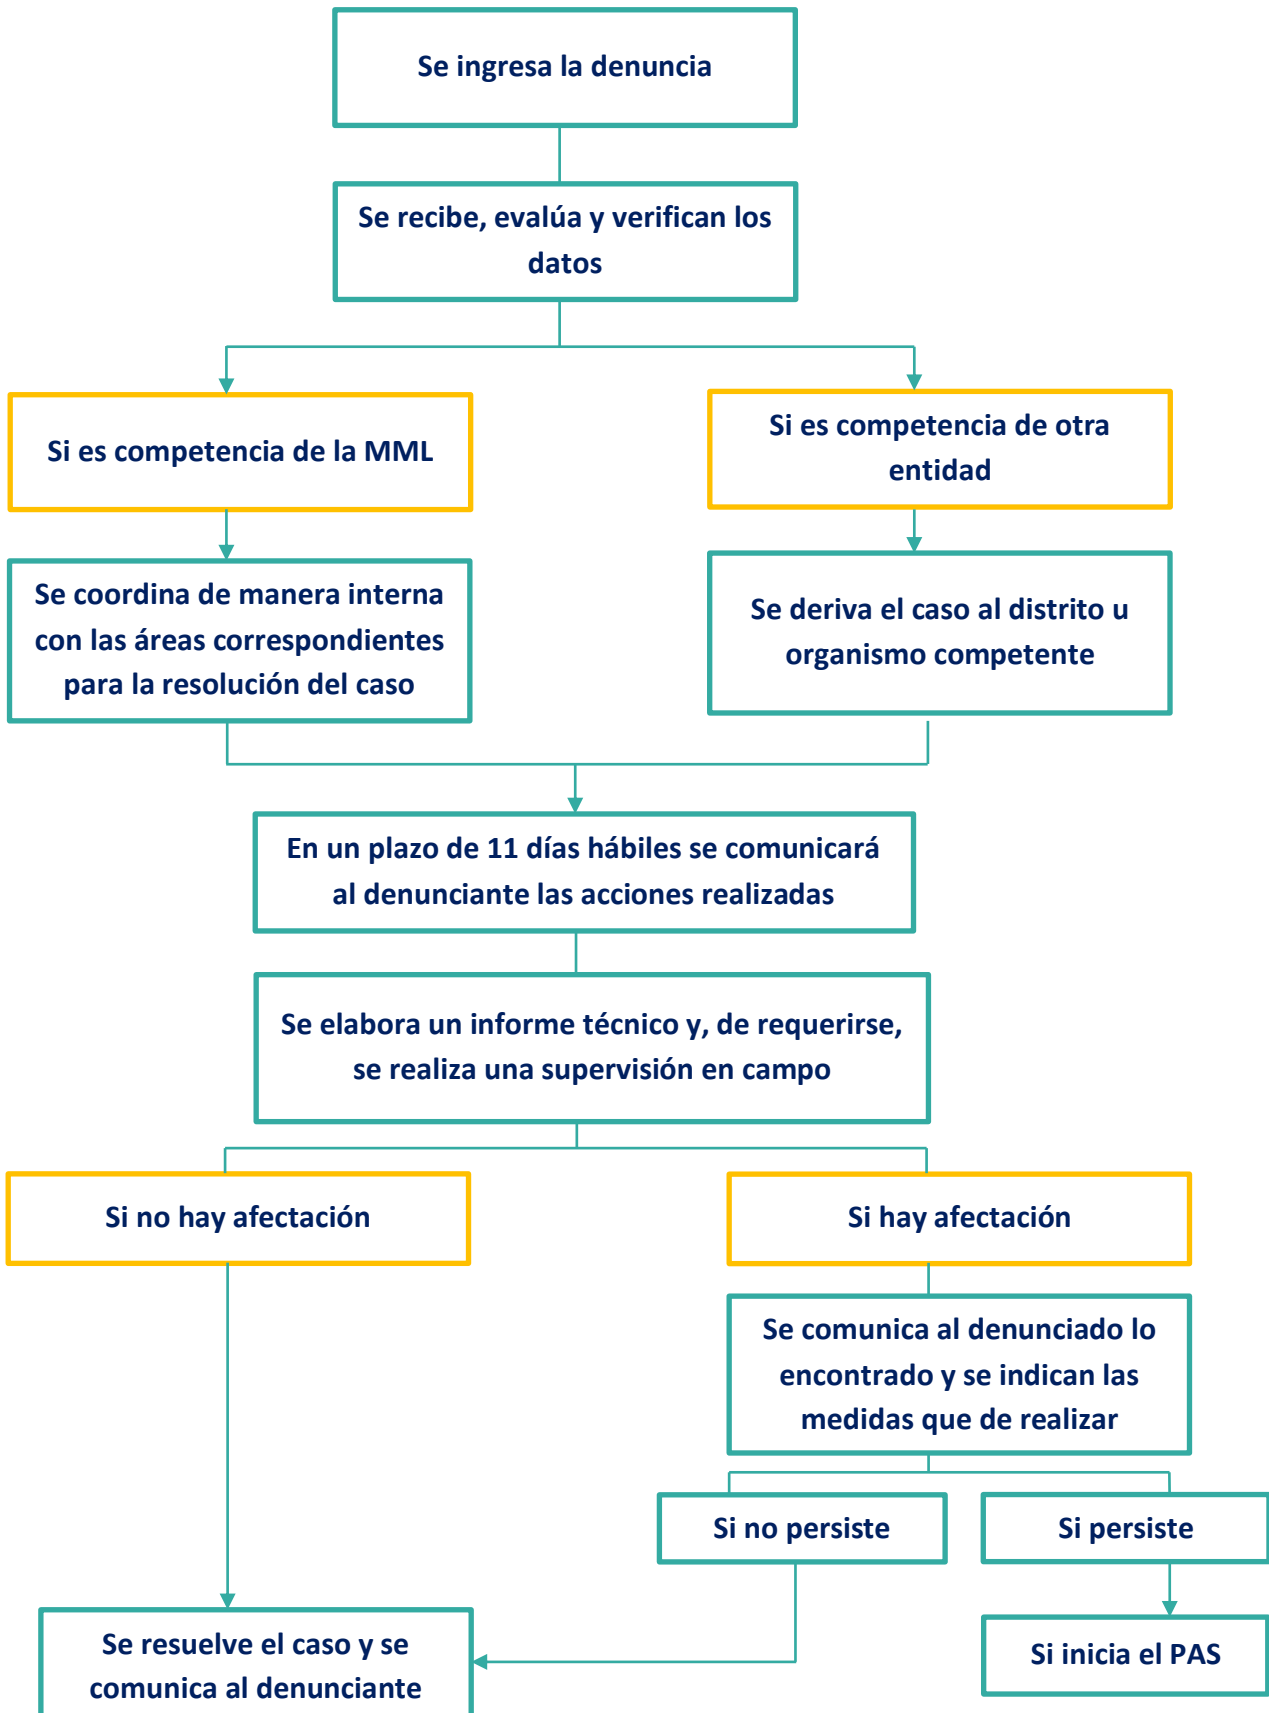 Se ingresa la denuncia
Se recibe, evalúa y verifican los
datos
Si es competencia de la MML
Si es competencia de otra
entidad
Se coordina de manera interna
con las áreas correspondientes
para la resolución del caso
Se deriva el caso al distrito u
organismo competente
En un plazo de 11 días hábiles se comunicará
al denunciante las acciones realizadas
Se elabora un informe técnico y, de requerirse,
se realiza una supervisión en campo
Si no hay afectación
Si hay afectación
Se comunica al denunciado lo
encontrado y se indican las
medidas que de realizar
Si no persiste
Si persiste
Se resuelve el caso y se
comunica al denunciante
Si inicia el PAS